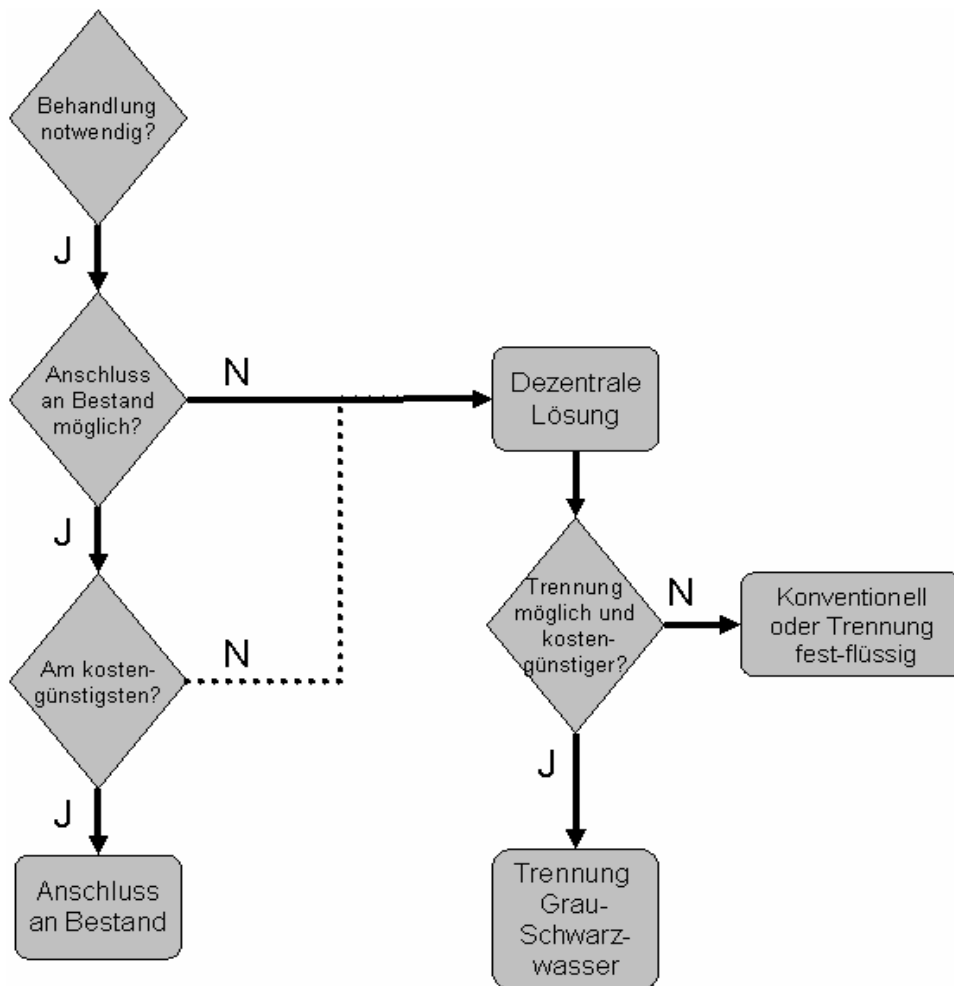 Behandlung
notwendig?
J
Anschluss
an Bestand
möglich?
N
Dezentrale
Lösung
J
Am kosten-
günstigsten?
N
Trennung
möglich und
kosten-
günstiger?
N
Konventionell
oder Trennung
fest-flüssig
J
Anschluss
an Bestand
J
Trennung
Grau-
Schwarz-
wasser